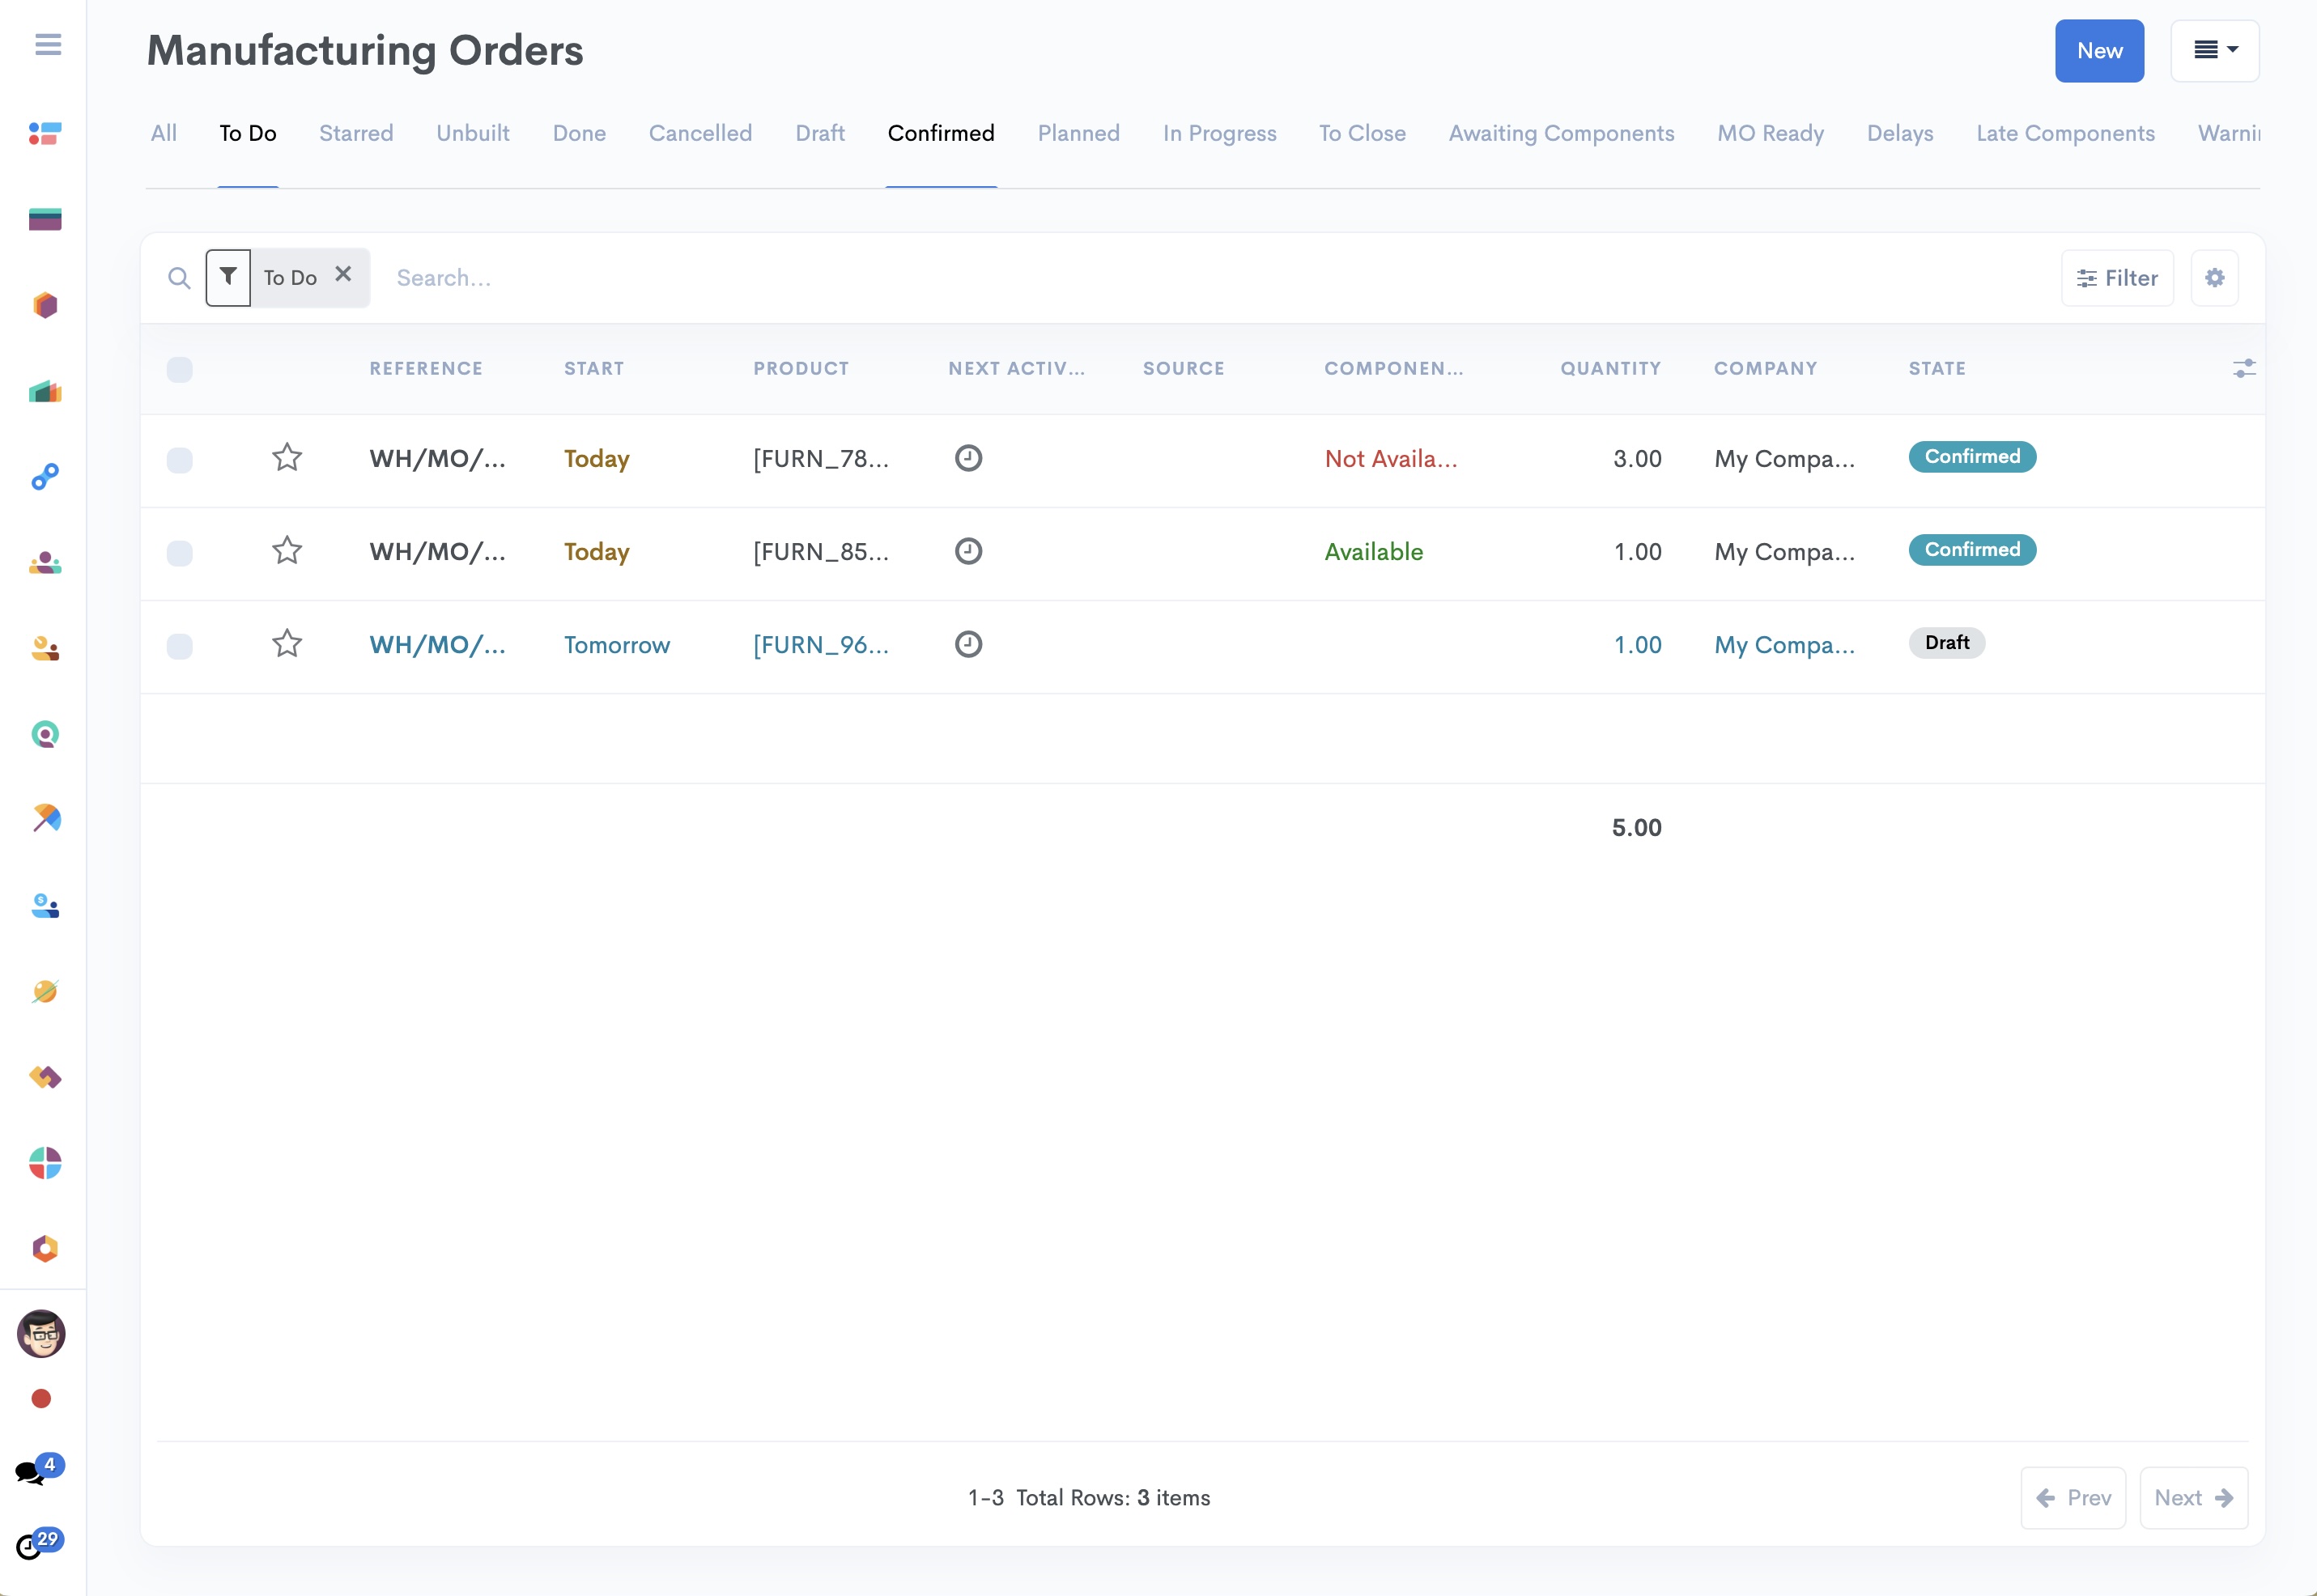 Manufacturing Orders
New
All To Do Starred Unbuilt Done Cancelled Draft Confirmed Planned In Progress To Close Awaiting Components MO Ready Delays Late Components Warni
To Do Search... Filter
REFERENCE START PRODUCT NEXT ACTIV... SOURCE COMPONEN... QUANTITY COMPANY STATE
WH/MO/... Today [FURN_78... Not Availa... 3.00 My Compa... Confirmed
WH/MO/... Today [FURN_85... Available 1.00 My Compa... Confirmed
WH/MO/... Tomorrow [FURN_96... 1.00 My Compa... Draft
5.00
4
29
1-3 Total Rows: 3 items
Prev Next